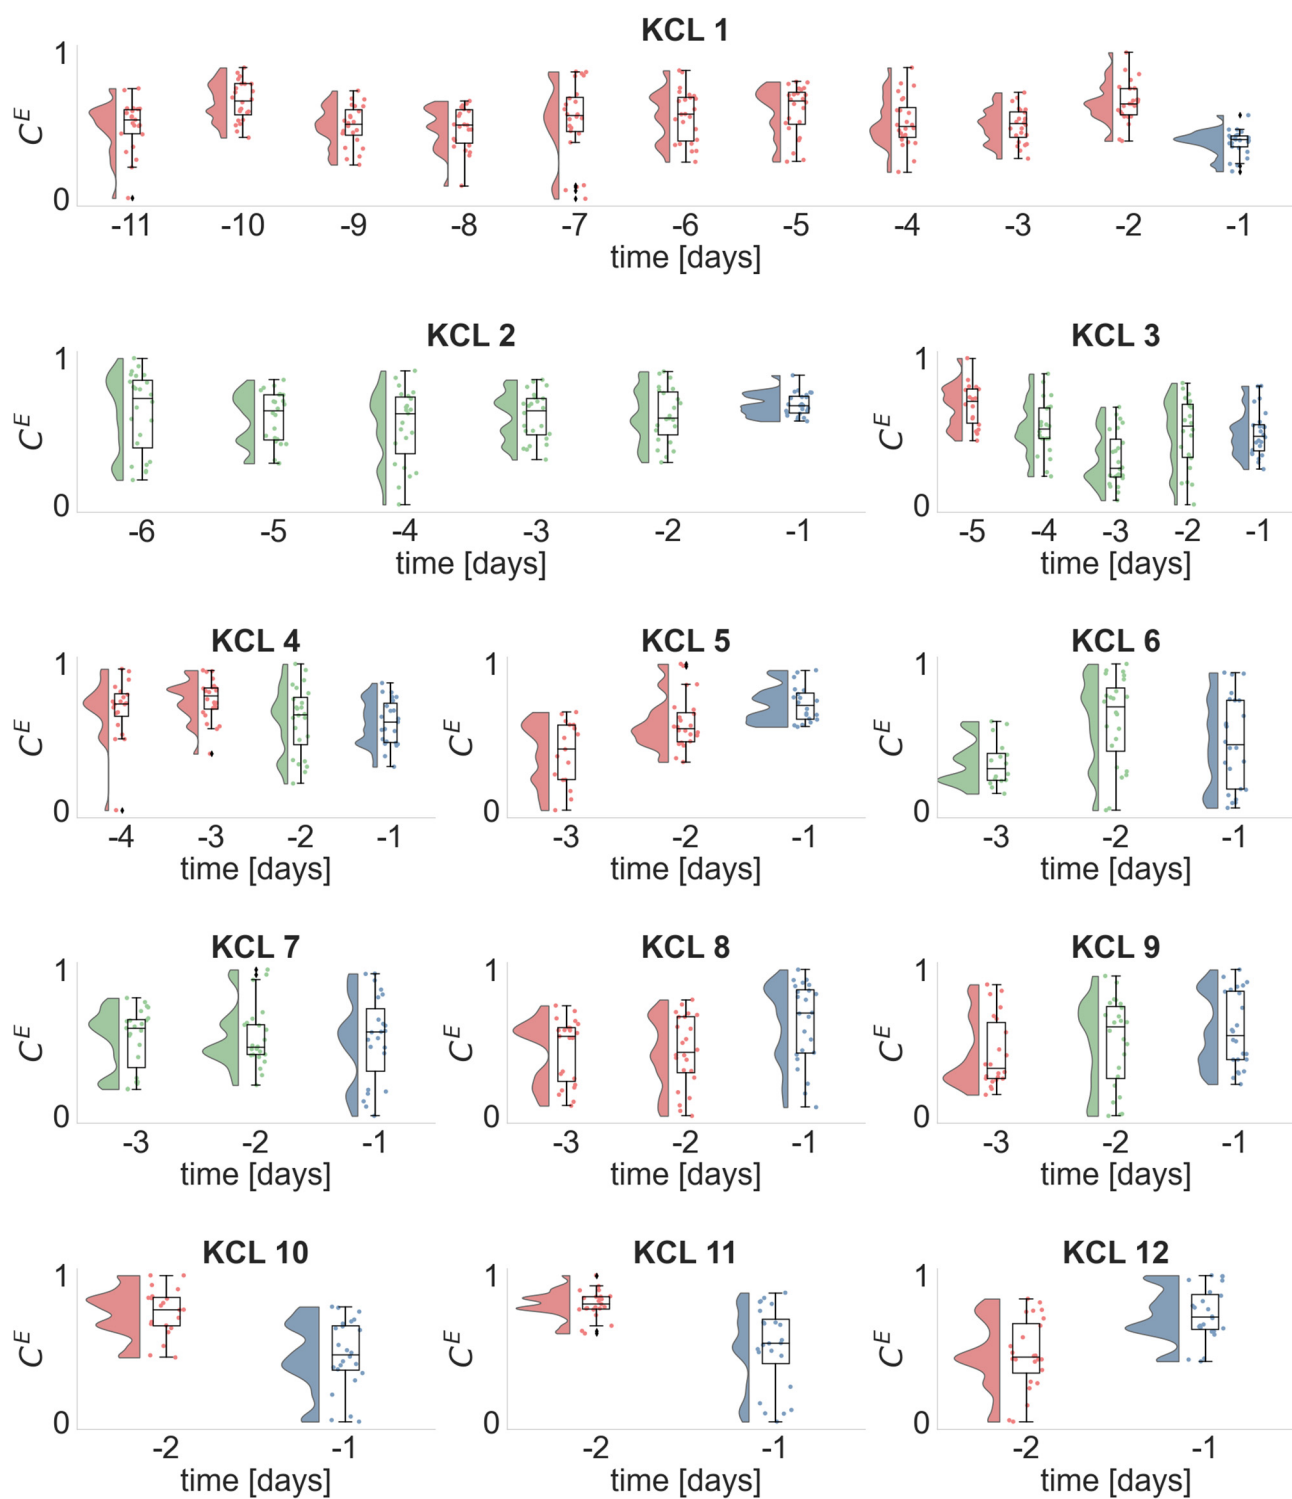 KCL 1
1
C^E
0
-11 -10 -9 -8 -7 -6 -5 -4 -3 -2 -1
time [days]
KCL 2
1
C^E
0
-6 -5 -4 -3 -2 -1
time [days]
KCL 3
1
C^E
0
-5 -4 -3 -2 -1
time [days]
KCL 4
1
C^E
0
-4 -3 -2 -1
time [days]
KCL 5
1
C^E
0
-3 -2 -1
time [days]
KCL 6
1
C^E
0
-3 -2 -1
time [days]
KCL 7
1
C^E
0
-3 -2 -1
time [days]
KCL 8
1
C^E
0
-3 -2 -1
time [days]
KCL 9
1
C^E
0
-3 -2 -1
time [days]
KCL 10
1
C^E
0
-2 -1
time [days]
KCL 11
1
C^E
0
-2 -1
time [days]
KCL 12
1
C^E
0
-2 -1
time [days]